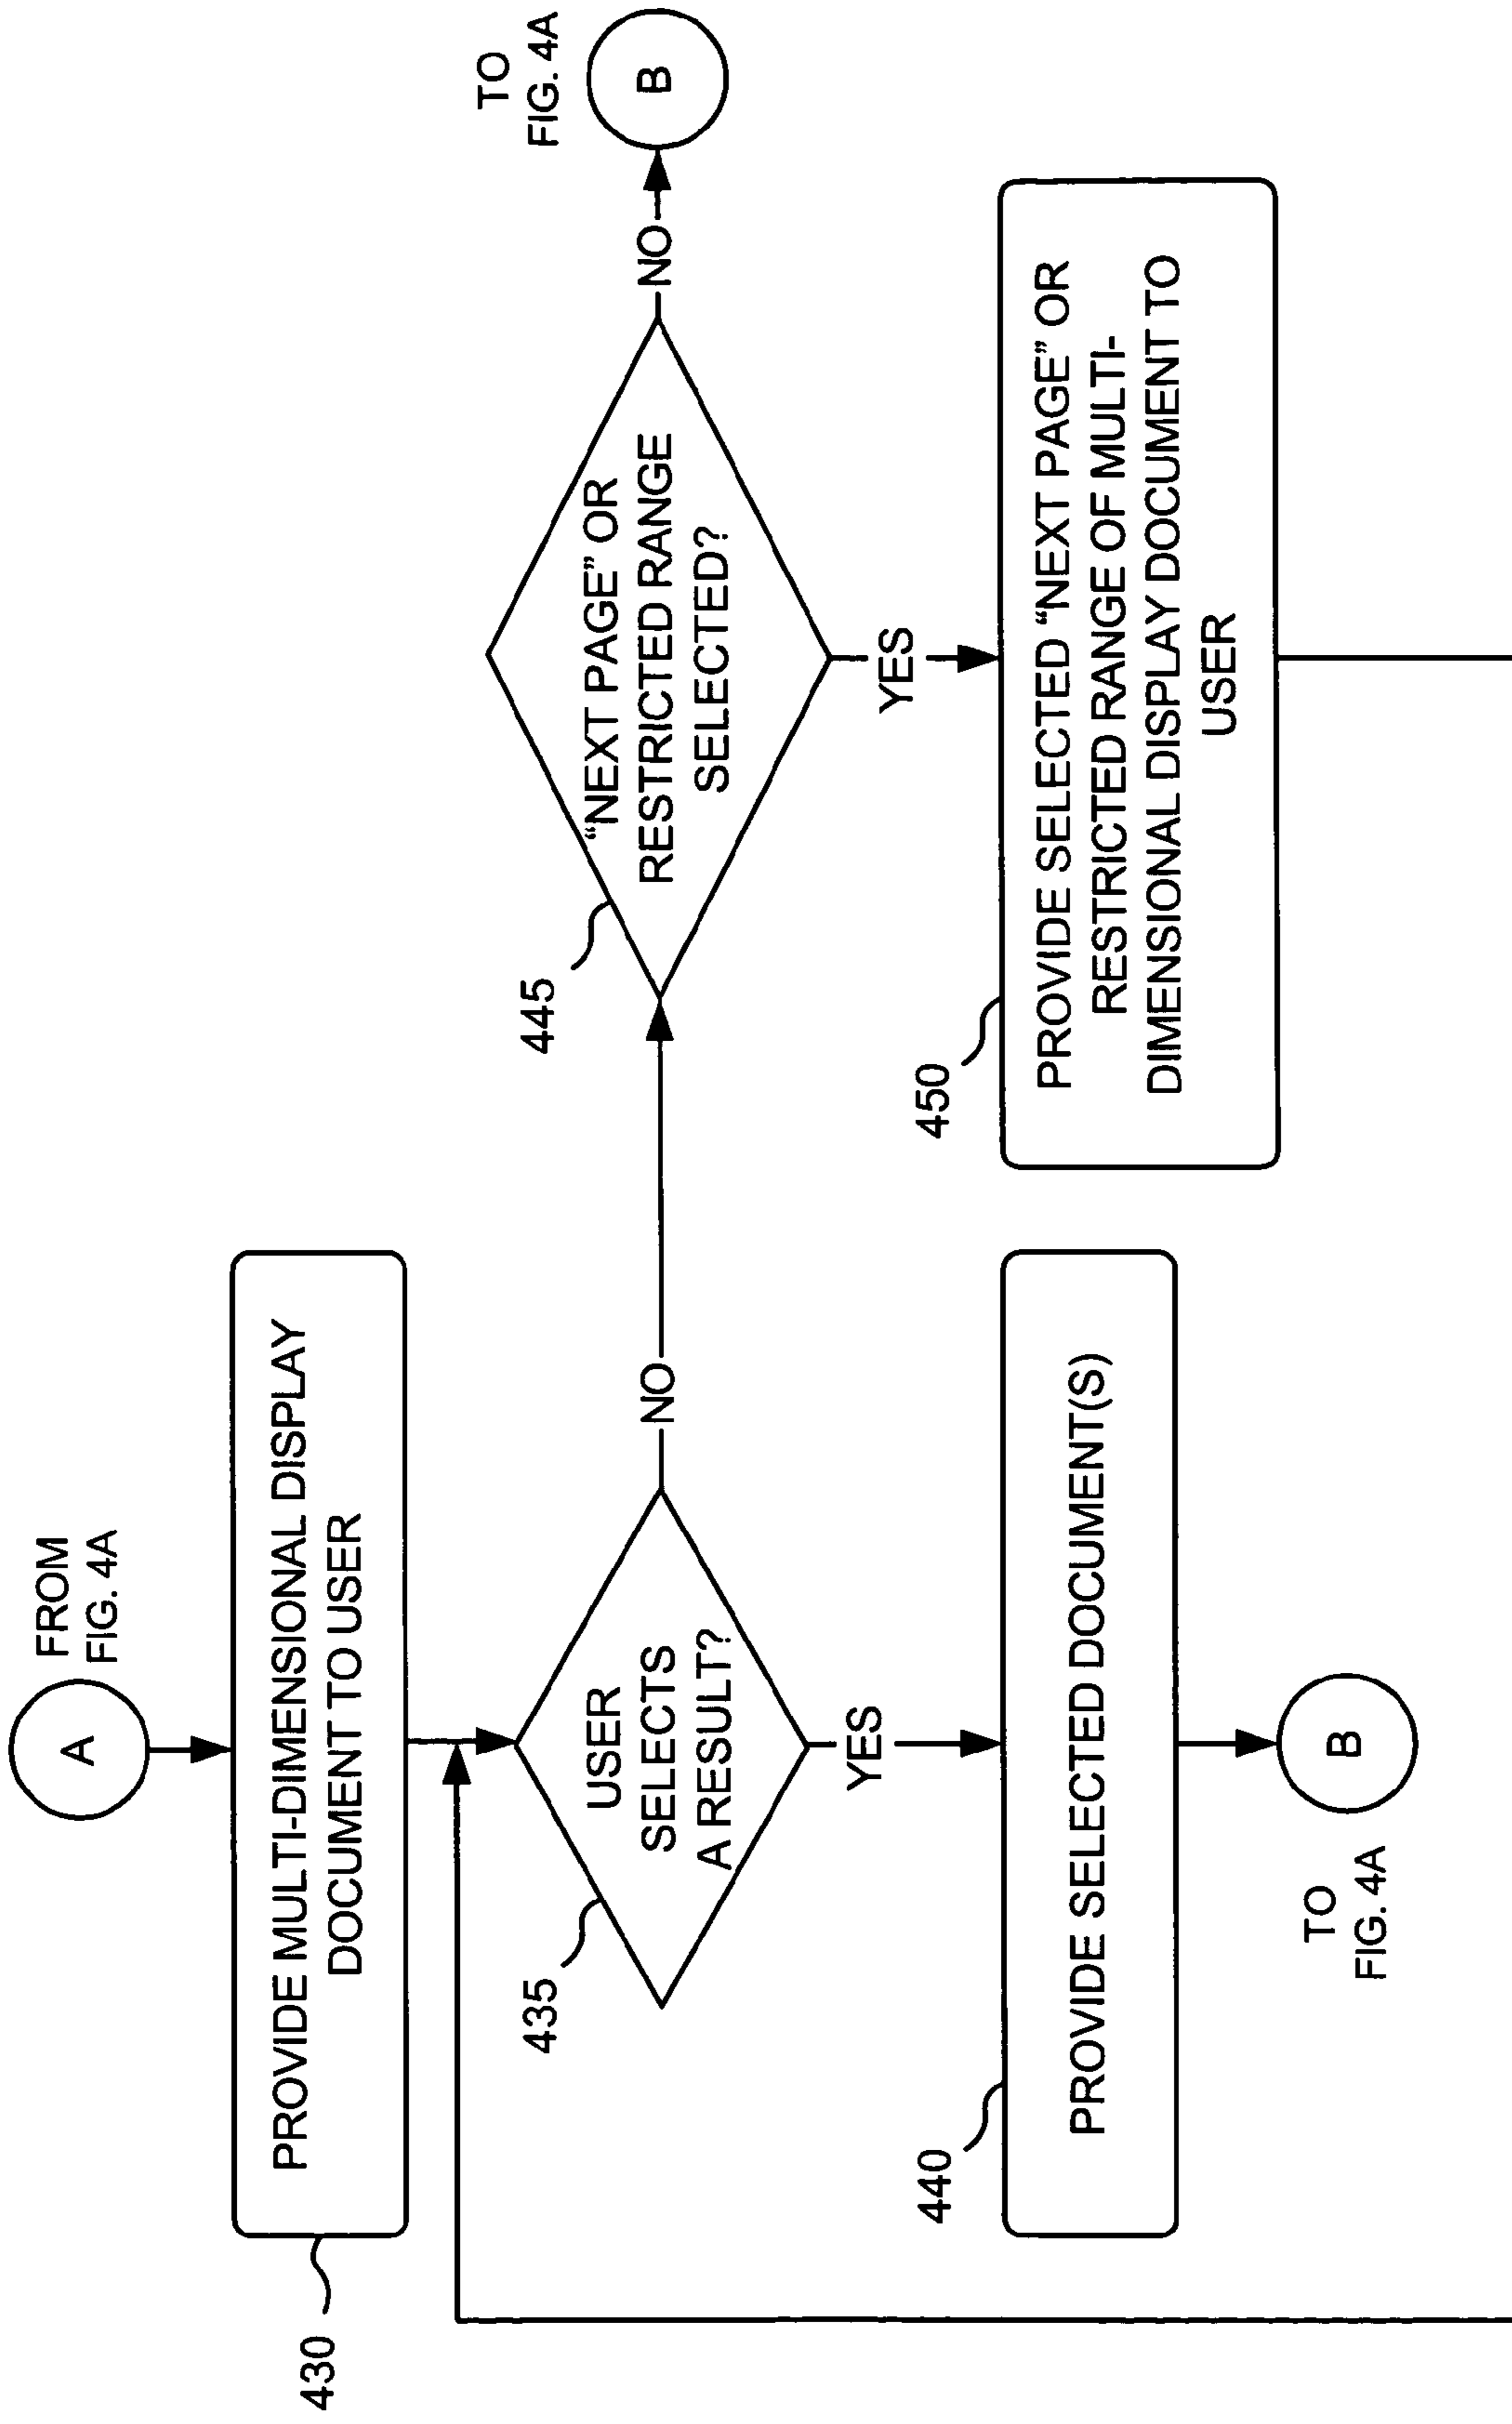 FROM
FIG. 4A
A
430
PROVIDE MULTI-DIMENSIONAL DISPLAY
DOCUMENT TO USER
435
USER
SELECTS
A RESULT?
NO
YES
440
PROVIDE SELECTED DOCUMENT(S)
TO
FIG. 4A
B
445
“NEXT PAGE” OR
RESTRICTED RANGE
SELECTED?
NO
TO
FIG. 4A
B
YES
450
PROVIDE SELECTED “NEXT PAGE” OR
RESTRICTED RANGE OF MULTI-
DIMENSIONAL DISPLAY DOCUMENT TO
USER